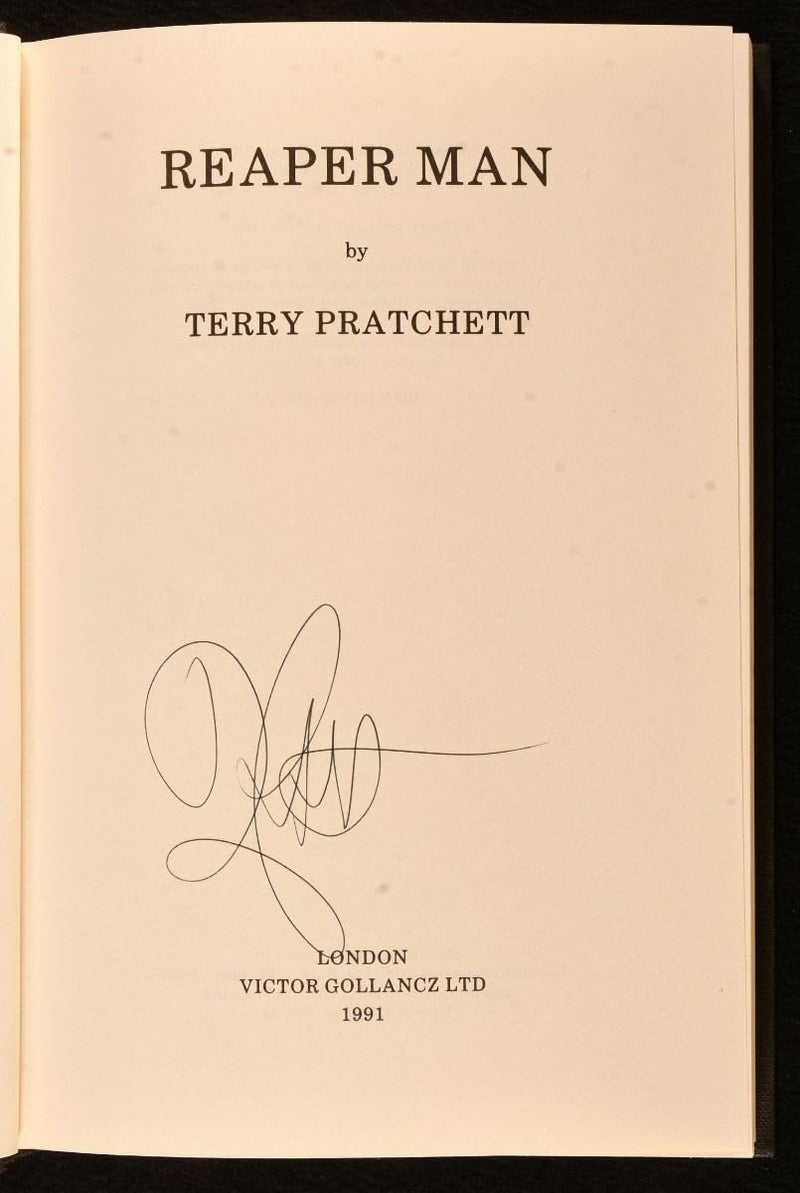 REAPER MAN
by
TERRY PRATCHETT
LONDON
VICTOR GOLLANCZ LTD
1991